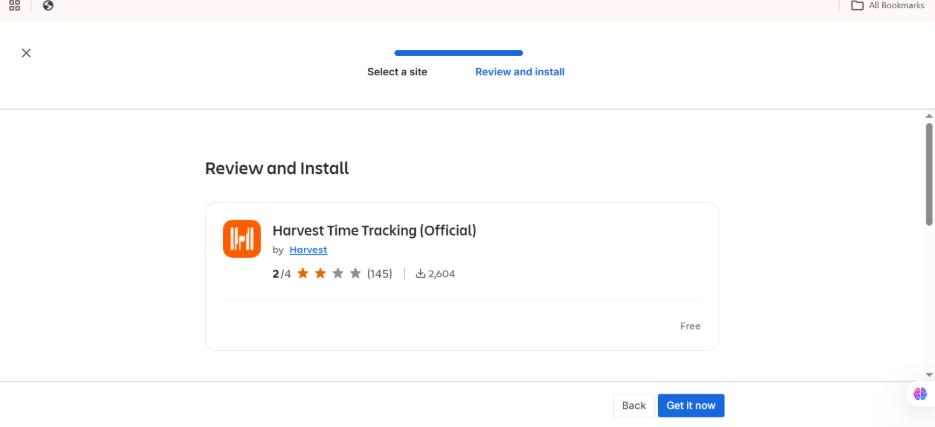 All Bookmarks
Select a site
Review and install
Review and Install
Harvest Time Tracking (Official)
by Harvest
2/4 (145) 2,604
Free
Back
Get it now